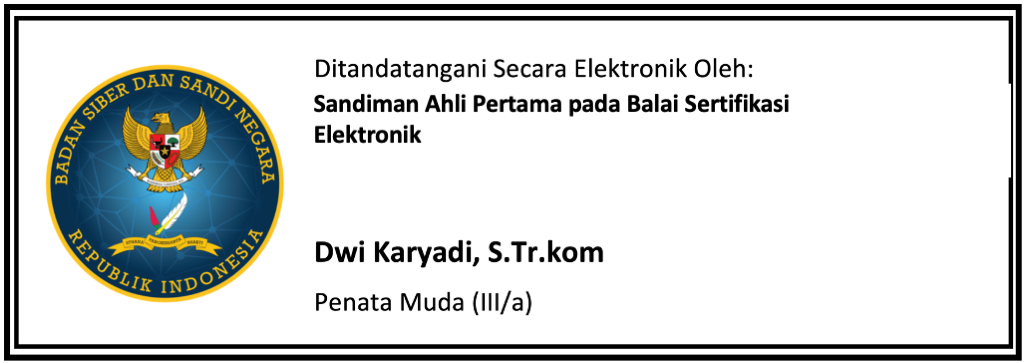 BADAN SIBER DAN SANDI NEGARA
REPUBLIK INDONESIA
Ditandatangani Secara Elektronik Oleh:
Sandiman Ahli Pertama pada Balai Sertifikasi
Elektronik
Dwi Karyadi, S.Tr.kom
Penata Muda (III/a)